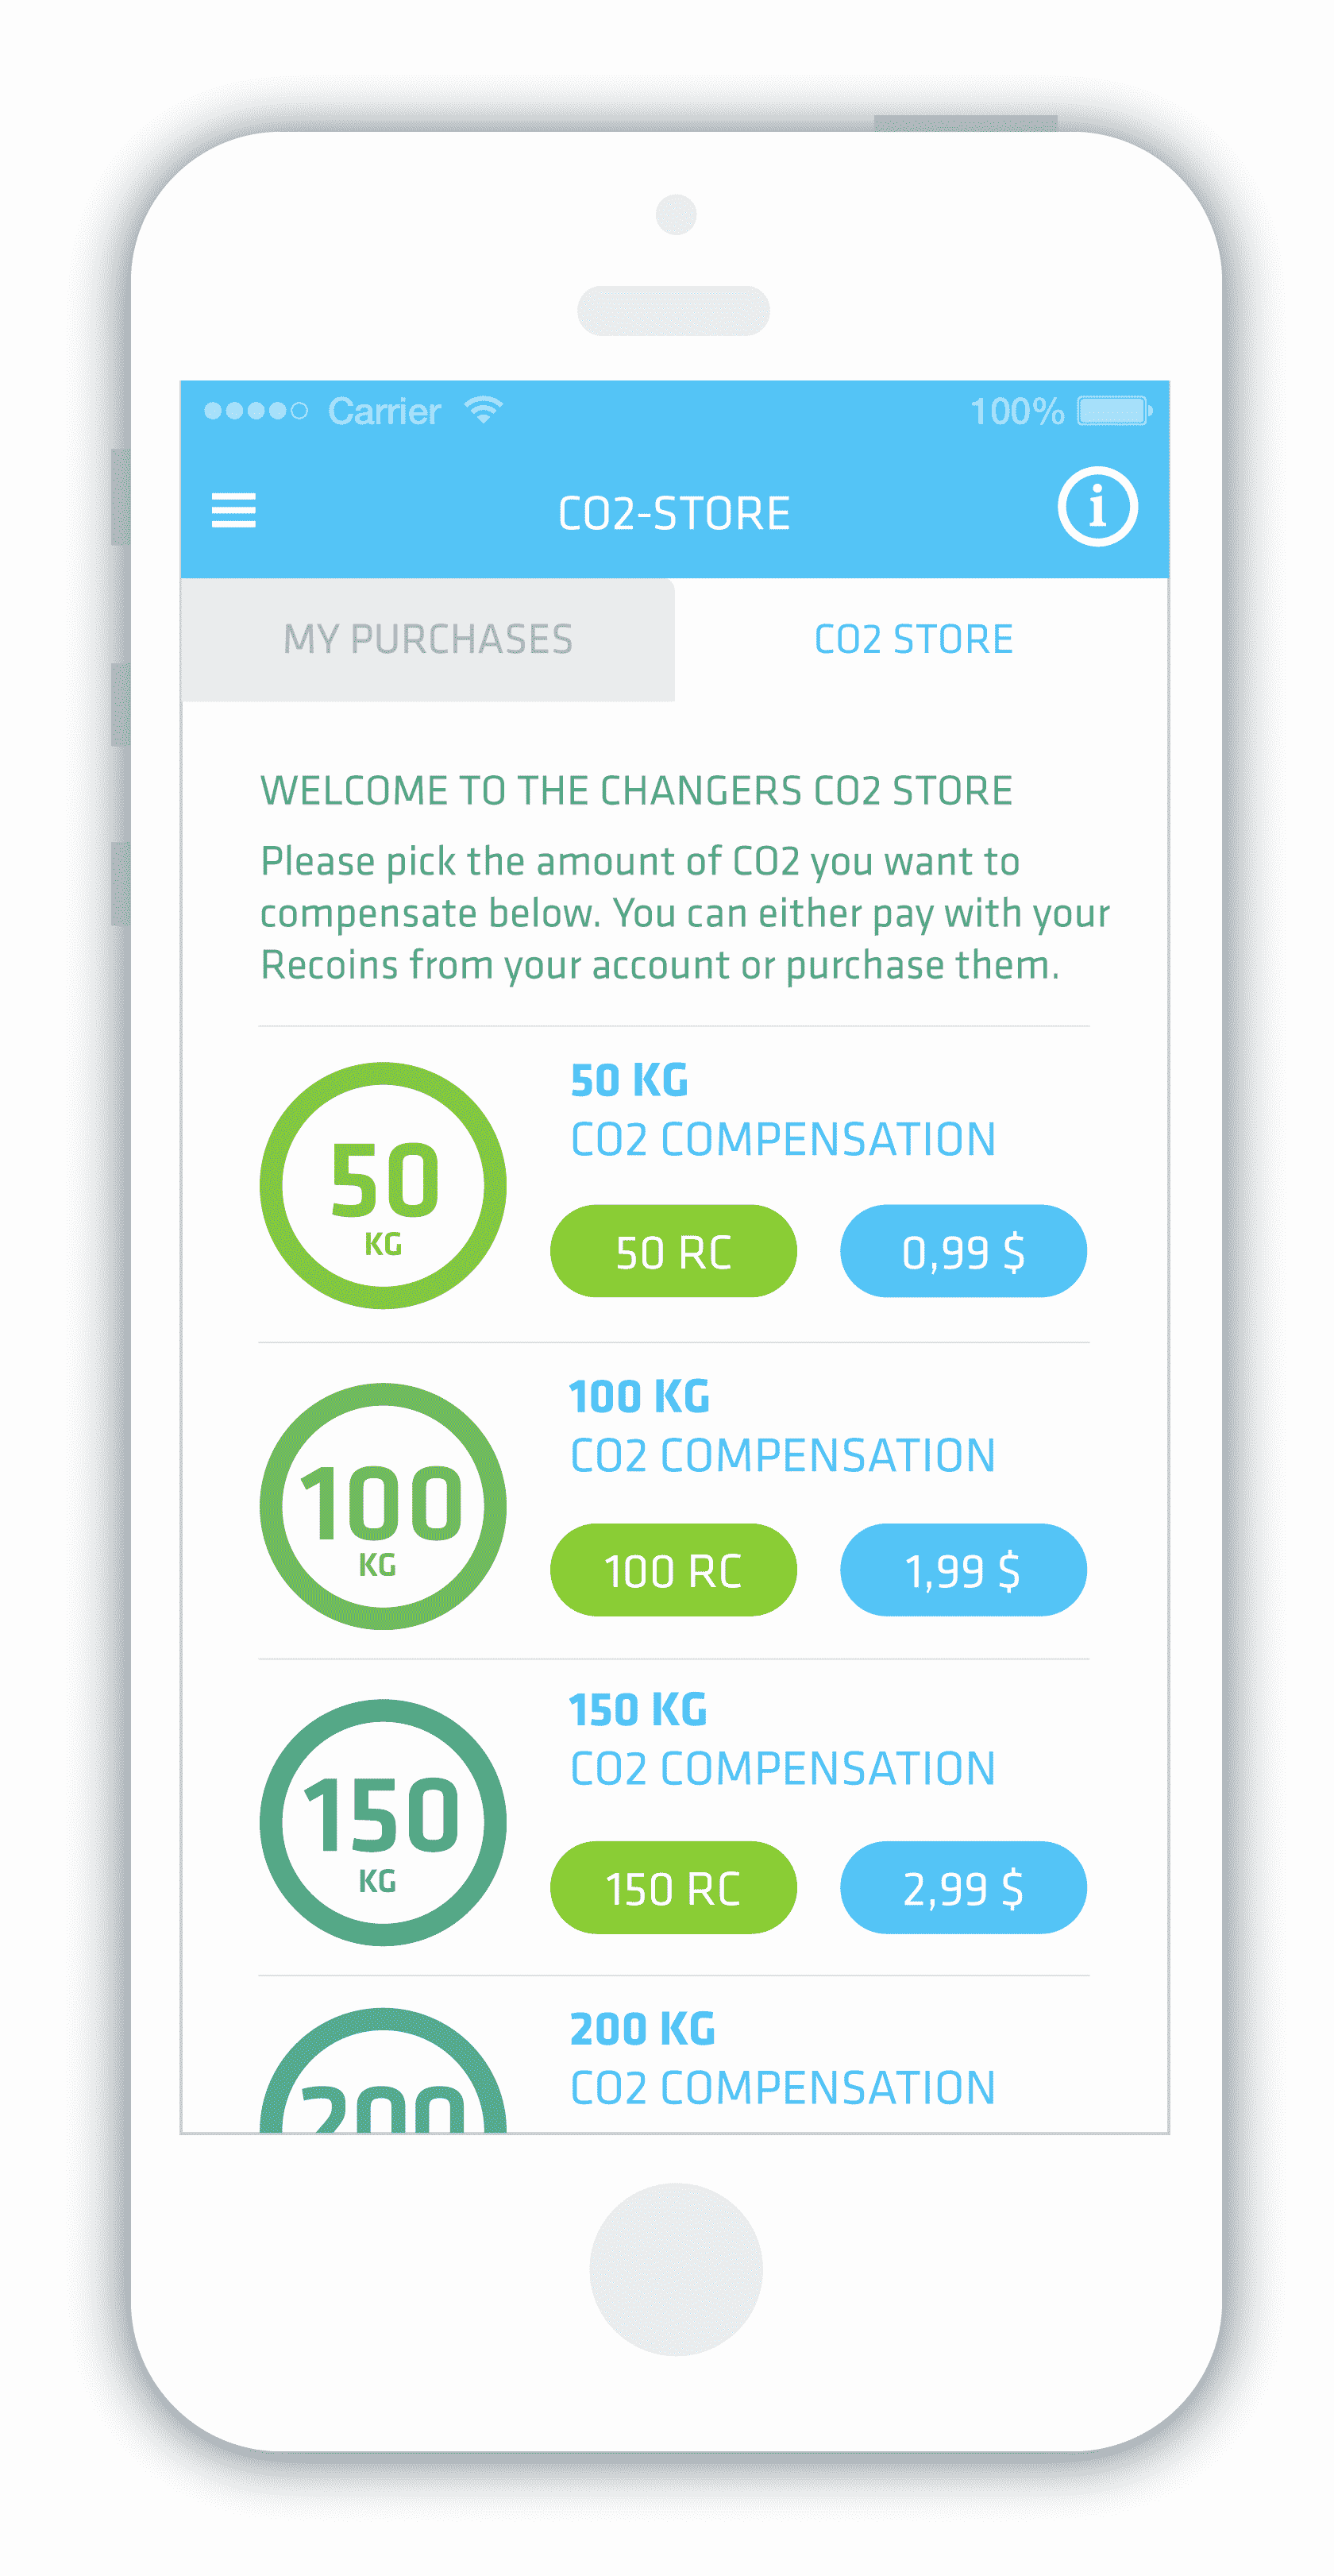 Carrier 100%
CO2-STORE
MY PURCHASES CO2 STORE
WELCOME TO THE CHANGERS CO2 STORE
Please pick the amount of CO2 you want to
compensate below. You can either pay with your
Recoins from your account or purchase them.
50 KG
CO2 COMPENSATION
50
KG
50 RC 0,99 $
100 KG
CO2 COMPENSATION
100
KG
100 RC 1,99 $
150 KG
CO2 COMPENSATION
150
KG
150 RC 2,99 $
200 KG
CO2 COMPENSATION
200